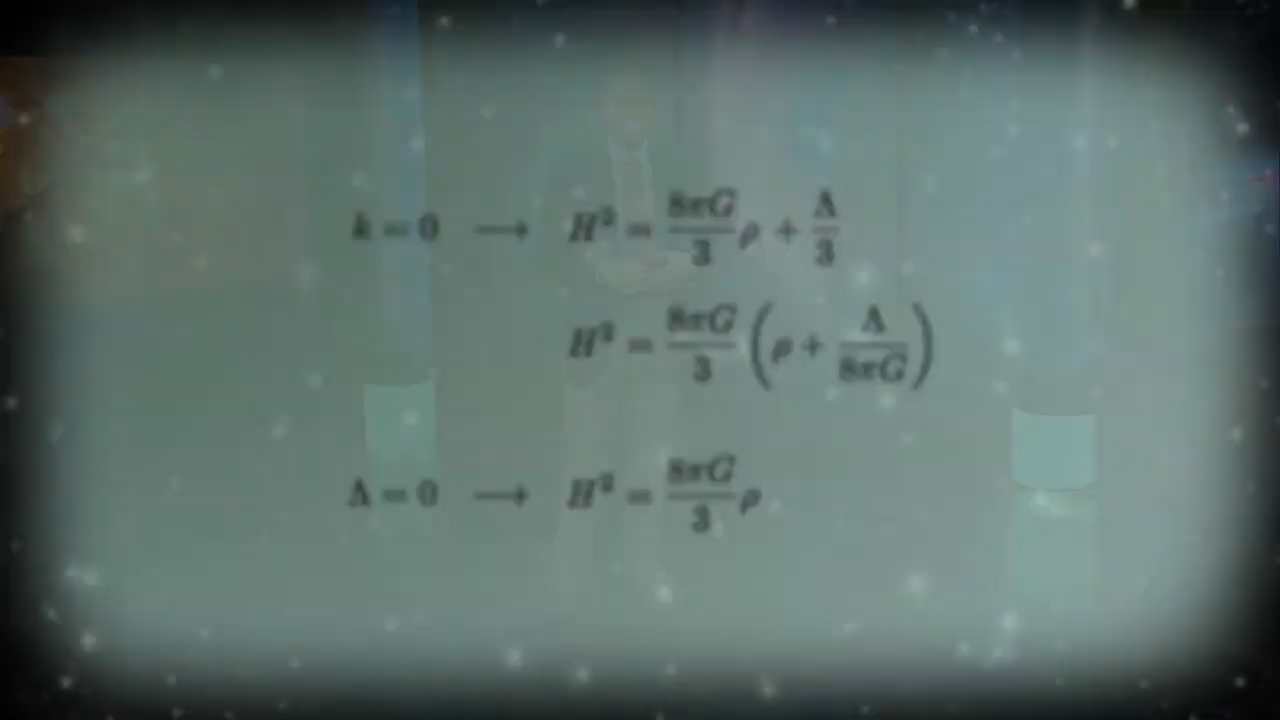 k = 0 ⟶ H² = 8πG/3 ρ + Λ/3
H² = 8πG/3 (ρ + Λ/8πG)
Λ = 0 ⟶ H² = 8πG/3 ρ